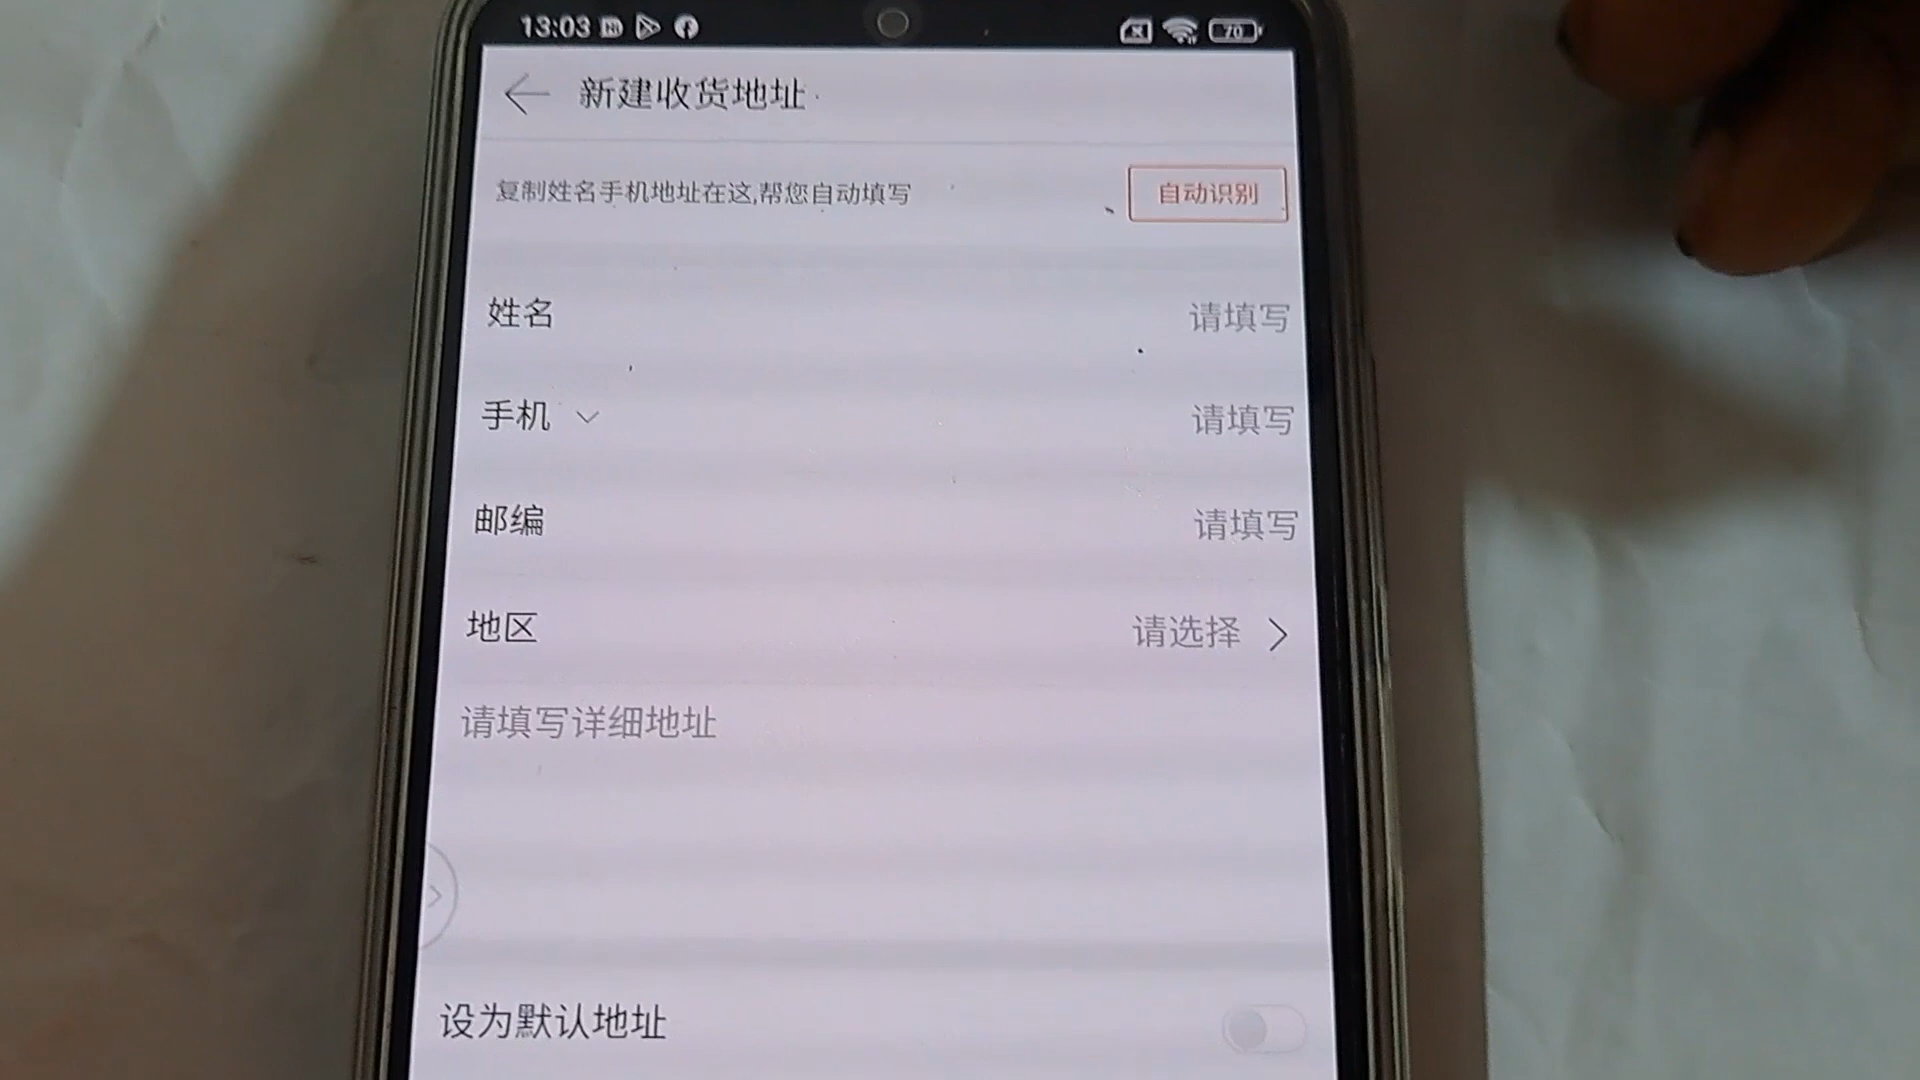 13:03
70
新建收货地址
复制姓名手机地址在这,帮您自动填写 自动识别
姓名 请填写
手机 请填写
邮编 请填写
地区 请选择
请填写详细地址
设为默认地址